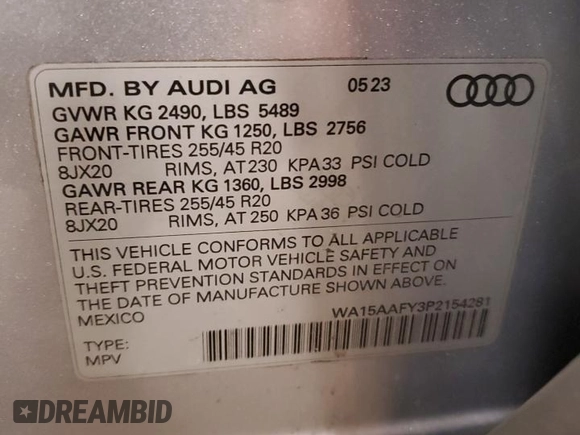 MFD. BY AUDI AG 05 23
GVWR KG 2490, LBS 5489
GAWR FRONT KG 1250, LBS 2756
FRONT-TIRES 255/45 R20
8JX20 RIMS, AT 230 KPA 33 PSI COLD
GAWR REAR KG 1360, LBS 2998
REAR-TIRES 255/45 R20
8JX20 RIMS, AT 250 KPA 36 PSI COLD
THIS VEHICLE CONFORMS TO ALL APPLICABLE
U.S. FEDERAL MOTOR VEHICLE SAFETY AND
THEFT PREVENTION STANDARDS IN EFFECT ON
THE DATE OF MANUFACTURE SHOWN ABOVE.
MEXICO
WA15AAFY3P2154281
TYPE:
MPV
DREAMBID